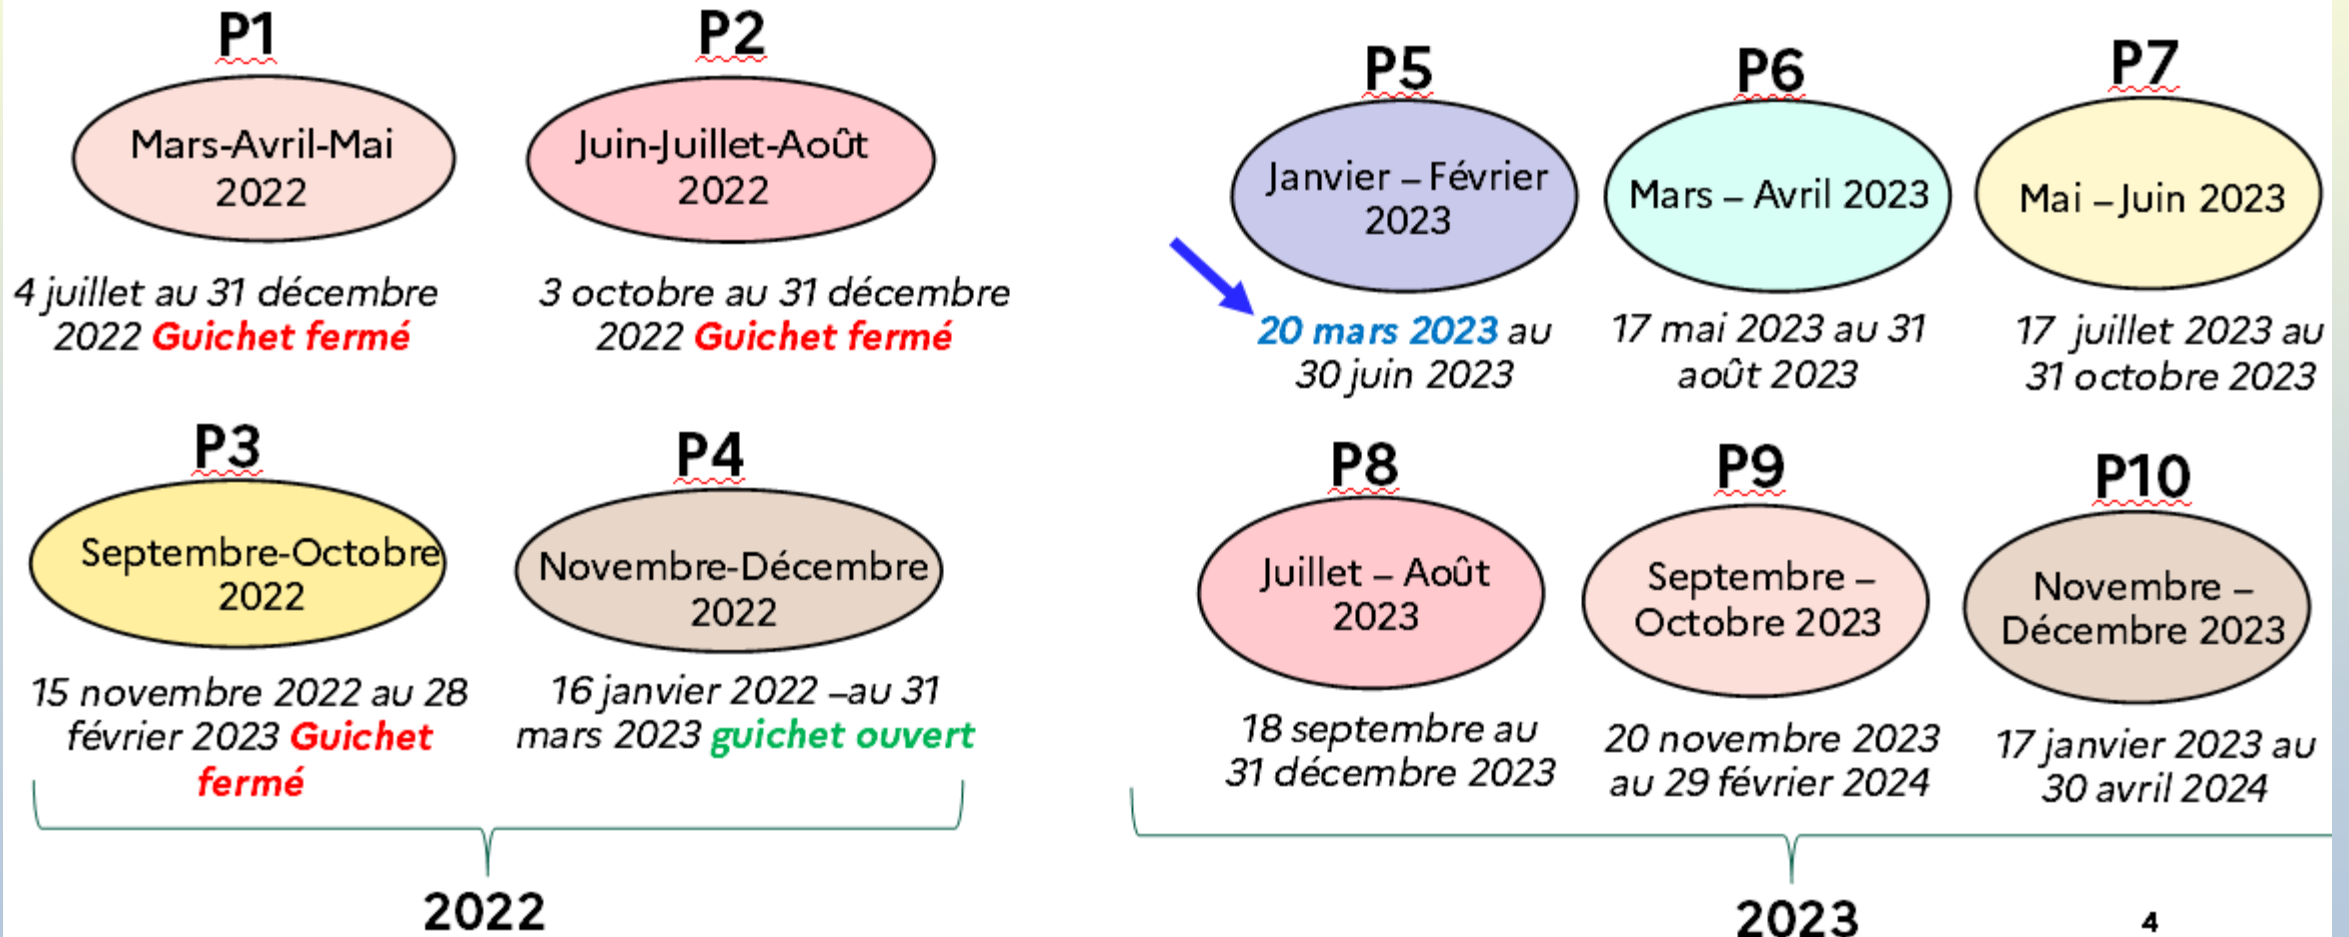 P1
Mars-Avril-Mai
2022
4 juillet au 31 décembre
2022 Guichet fermé
P2
Juin-Juillet-Août
2022
3 octobre au 31 décembre
2022 Guichet fermé
P3
Septembre-Octobre
2022
15 novembre 2022 au 28
février 2023 Guichet
fermé
P4
Novembre-Décembre
2022
16 janvier 2022 –au 31
mars 2023 guichet ouvert
2022
P5
Janvier – Février
2023
20 mars 2023 au
30 juin 2023
P6
Mars – Avril 2023
17 mai 2023 au 31
août 2023
P7
Mai – Juin 2023
17 juillet 2023 au
31 octobre 2023
P8
Juillet – Août
2023
18 septembre au
31 décembre 2023
P9
Septembre –
Octobre 2023
20 novembre 2023
au 29 février 2024
P10
Novembre –
Décembre 2023
17 janvier 2023 au
30 avril 2024
2023
4